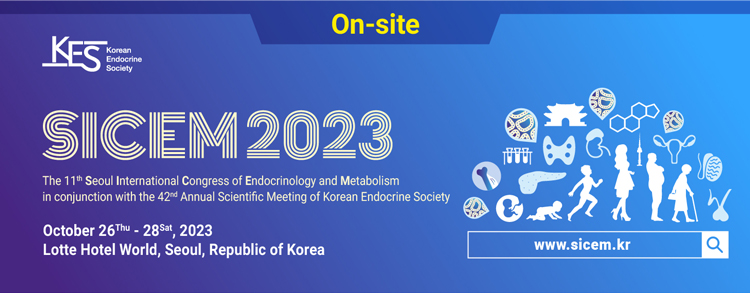 On-site
KES Korean
Endocrine
Society
SICEM 2023
The 11th Seoul International Congress of Endocrinology and Metabolism
in conjunction with the 42nd Annual Scientific Meeting of Korean Endocrine Society
October 26Thu - 28Sat, 2023
Lotte Hotel World, Seoul, Republic of Korea
www.sicem.kr